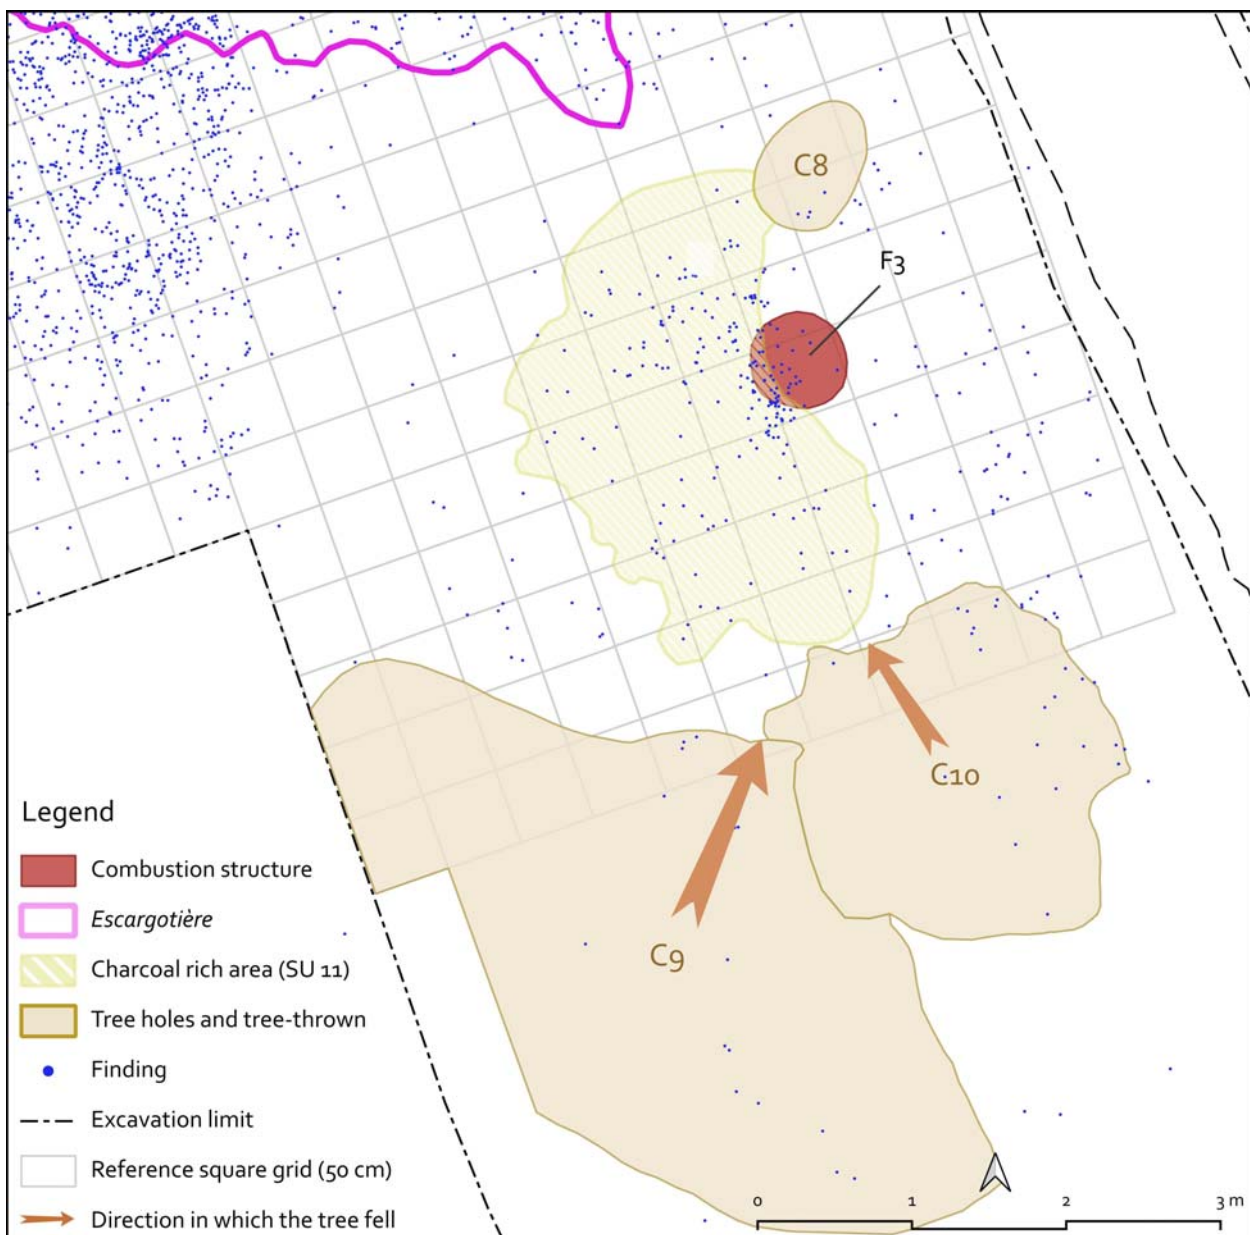 C8
F3
C10
C9
Legend
Combustion structure
Escargotière
Charcoal rich area (SU 11)
Tree holes and tree-thrown
Finding
Excavation limit
Reference square grid (50 cm)
Direction in which the tree fell
0 1 2 3 m